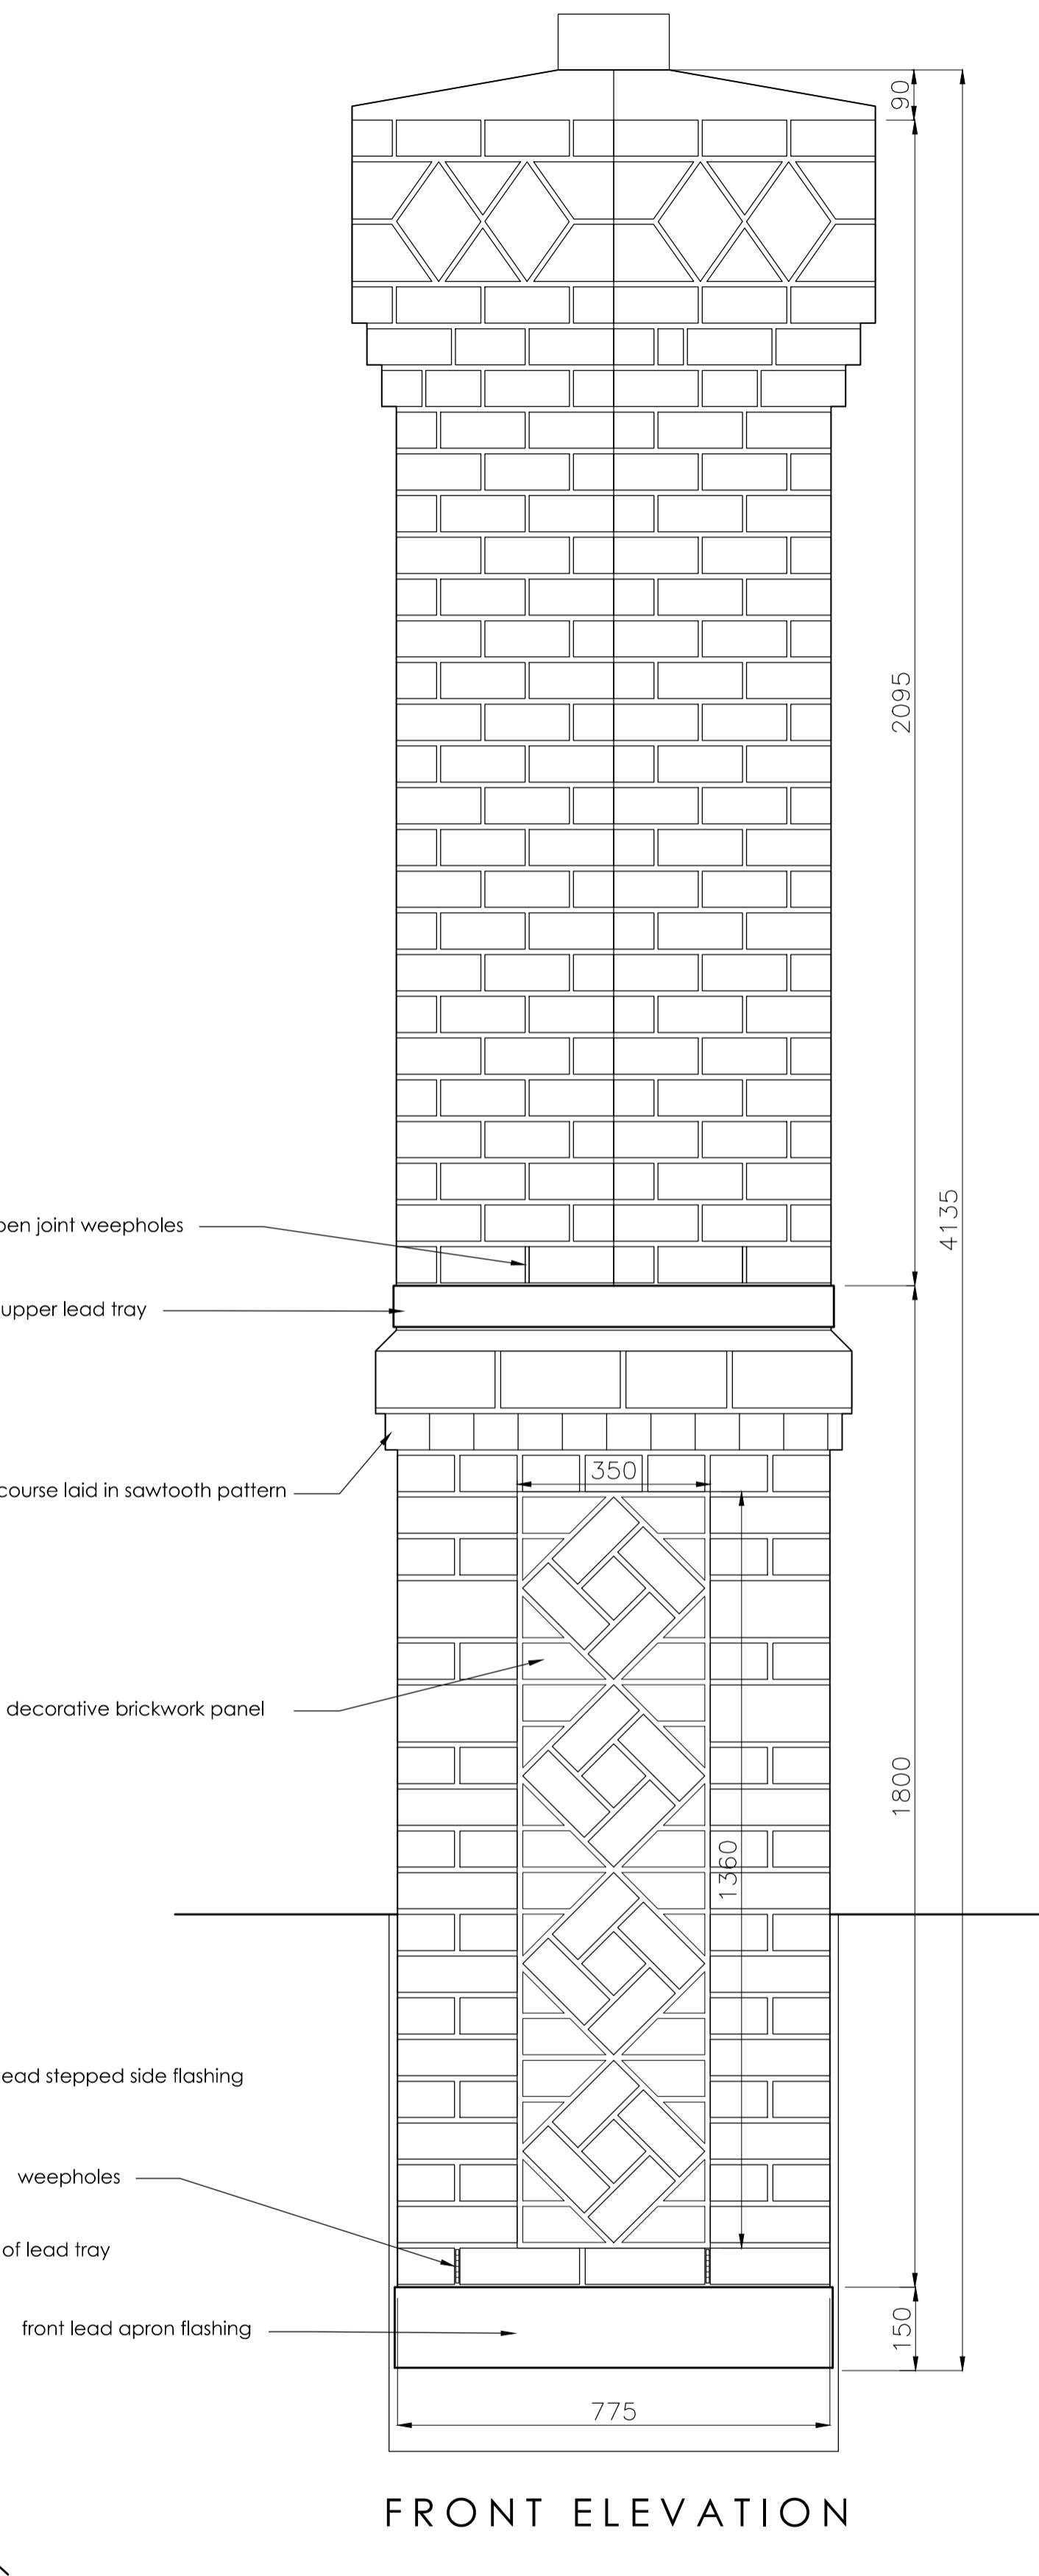 90
2095
4135
pen joint weepholes
upper lead tray
350
course laid in sawtooth pattern
decorative brickwork panel
1800
1360
ead stepped side flashing
weepholes
of lead tray
front lead apron flashing
150
775
FRONT ELEVATION